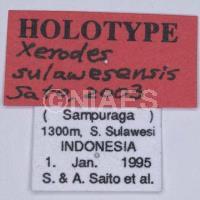 HOLOTYPE
Xerodes
sulawesensis
Sato, 2003
©NIAES
( Sampuraga )
1300m, S. Sulawesi
INDONESIA
1. Jan. 1995
S. & A. Saito et al.